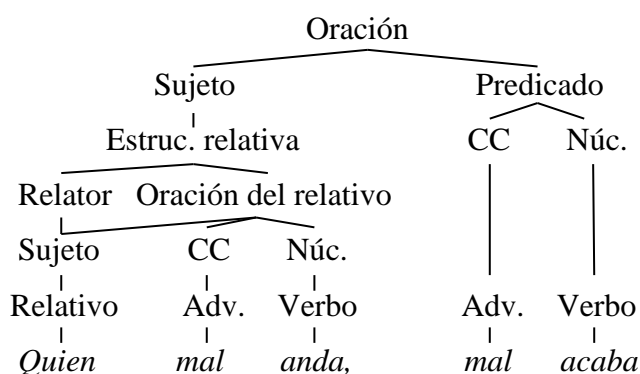 Oración
Sujeto Predicado
Estruc. relativa CC Núc.
Relator Oración del relativo
Sujeto CC Núc.
Relativo Adv. Verbo Adv. Verbo
Quien mal anda, mal acaba